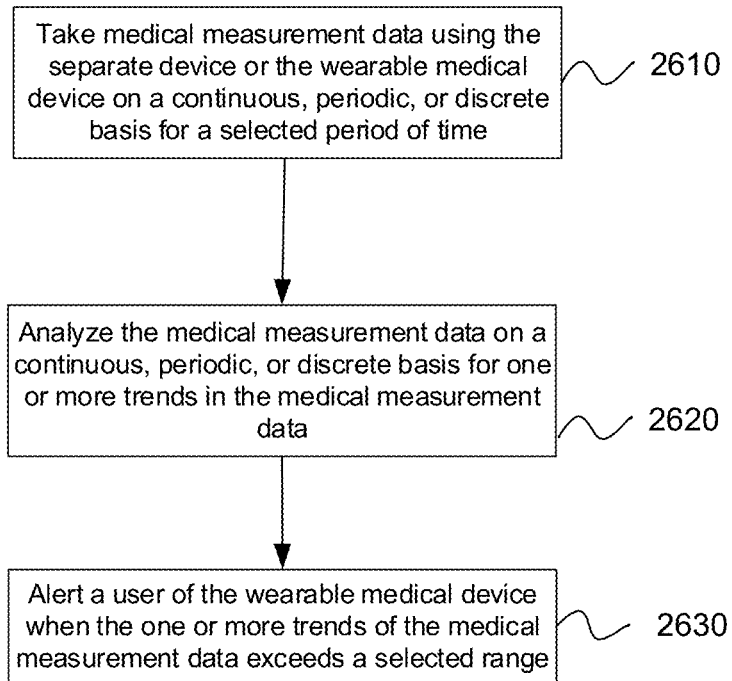 Take medical measurement data using the
separate device or the wearable medical
device on a continuous, periodic, or discrete
basis for a selected period of time
2610
Analyze the medical measurement data on a
continuous, periodic, or discrete basis for one
or more trends in the medical measurement
data
2620
Alert a user of the wearable medical device
when the one or more trends of the medical
measurement data exceeds a selected range
2630